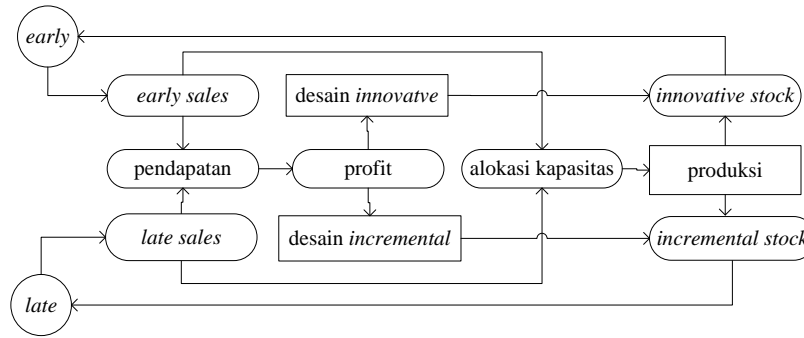 early
early sales
desain innovatve
innovative stock
pendapatan
profit
alokasi kapasitas
produksi
late sales
desain incremental
incremental stock
late